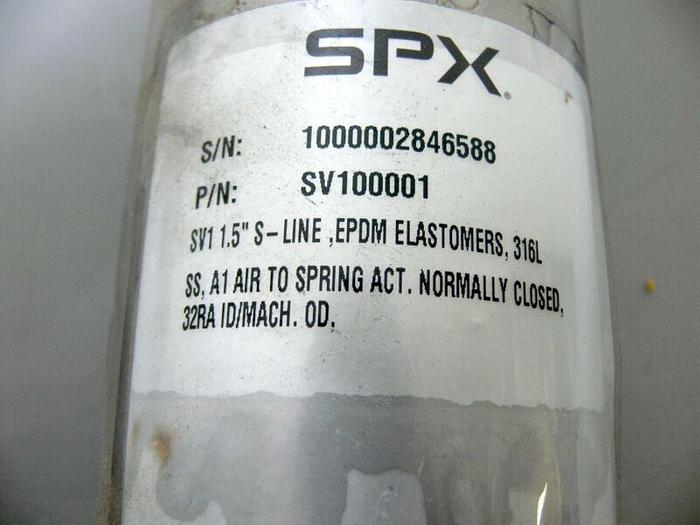 SPX
S/N: 1000002846588
P/N: SV100001
SV1 1.5" S-LINE ,EPDM ELASTOMERS, 316L
SS, A1 AIR TO SPRING ACT. NORMALLY CLOSED,
32RA ID/MACH. OD,